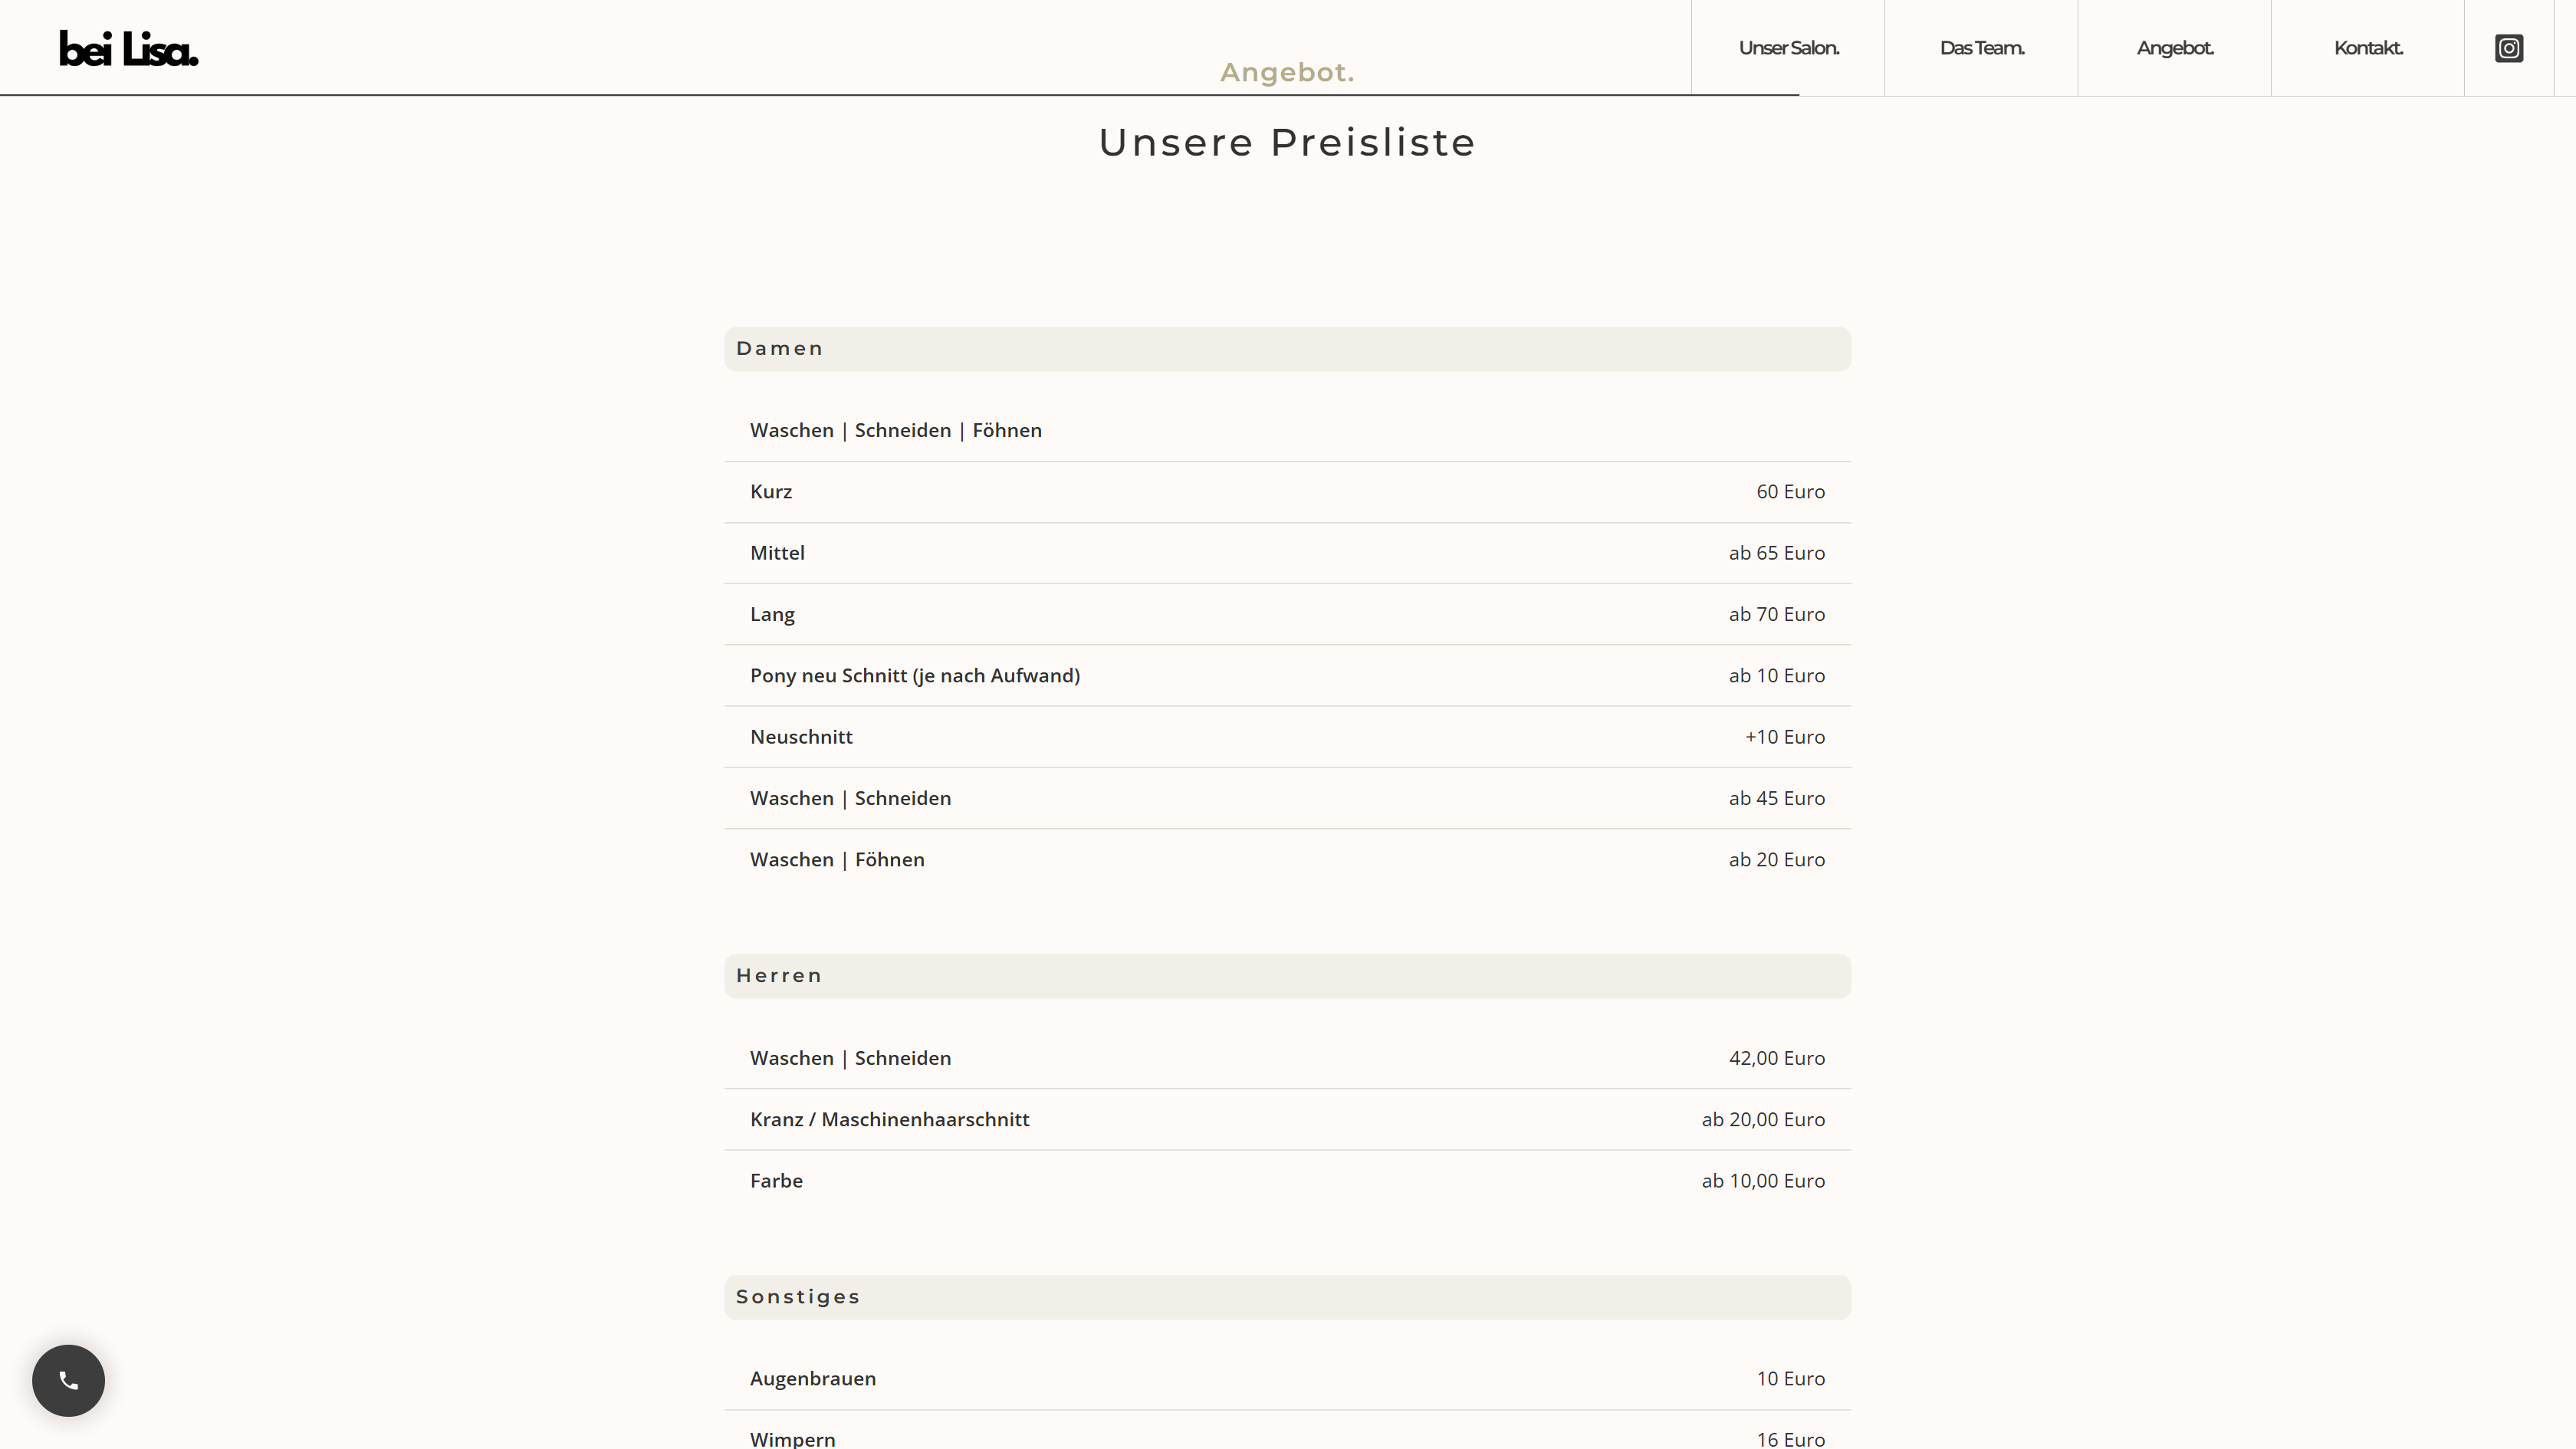 bei Lisa.
Unser Salon.
Das Team.
Angebot.
Kontakt.
Angebot.
Unsere Preisliste
Damen
Waschen | Schneiden | Föhnen
Kurz 60 Euro
Mittel ab 65 Euro
Lang ab 70 Euro
Pony neu Schnitt (je nach Aufwand) ab 10 Euro
Neuschnitt +10 Euro
Waschen | Schneiden ab 45 Euro
Waschen | Föhnen ab 20 Euro
Herren
Waschen | Schneiden 42,00 Euro
Kranz / Maschinenhaarschnitt ab 20,00 Euro
Farbe ab 10,00 Euro
Sonstiges
Augenbrauen 10 Euro
Wimpern 16 Euro